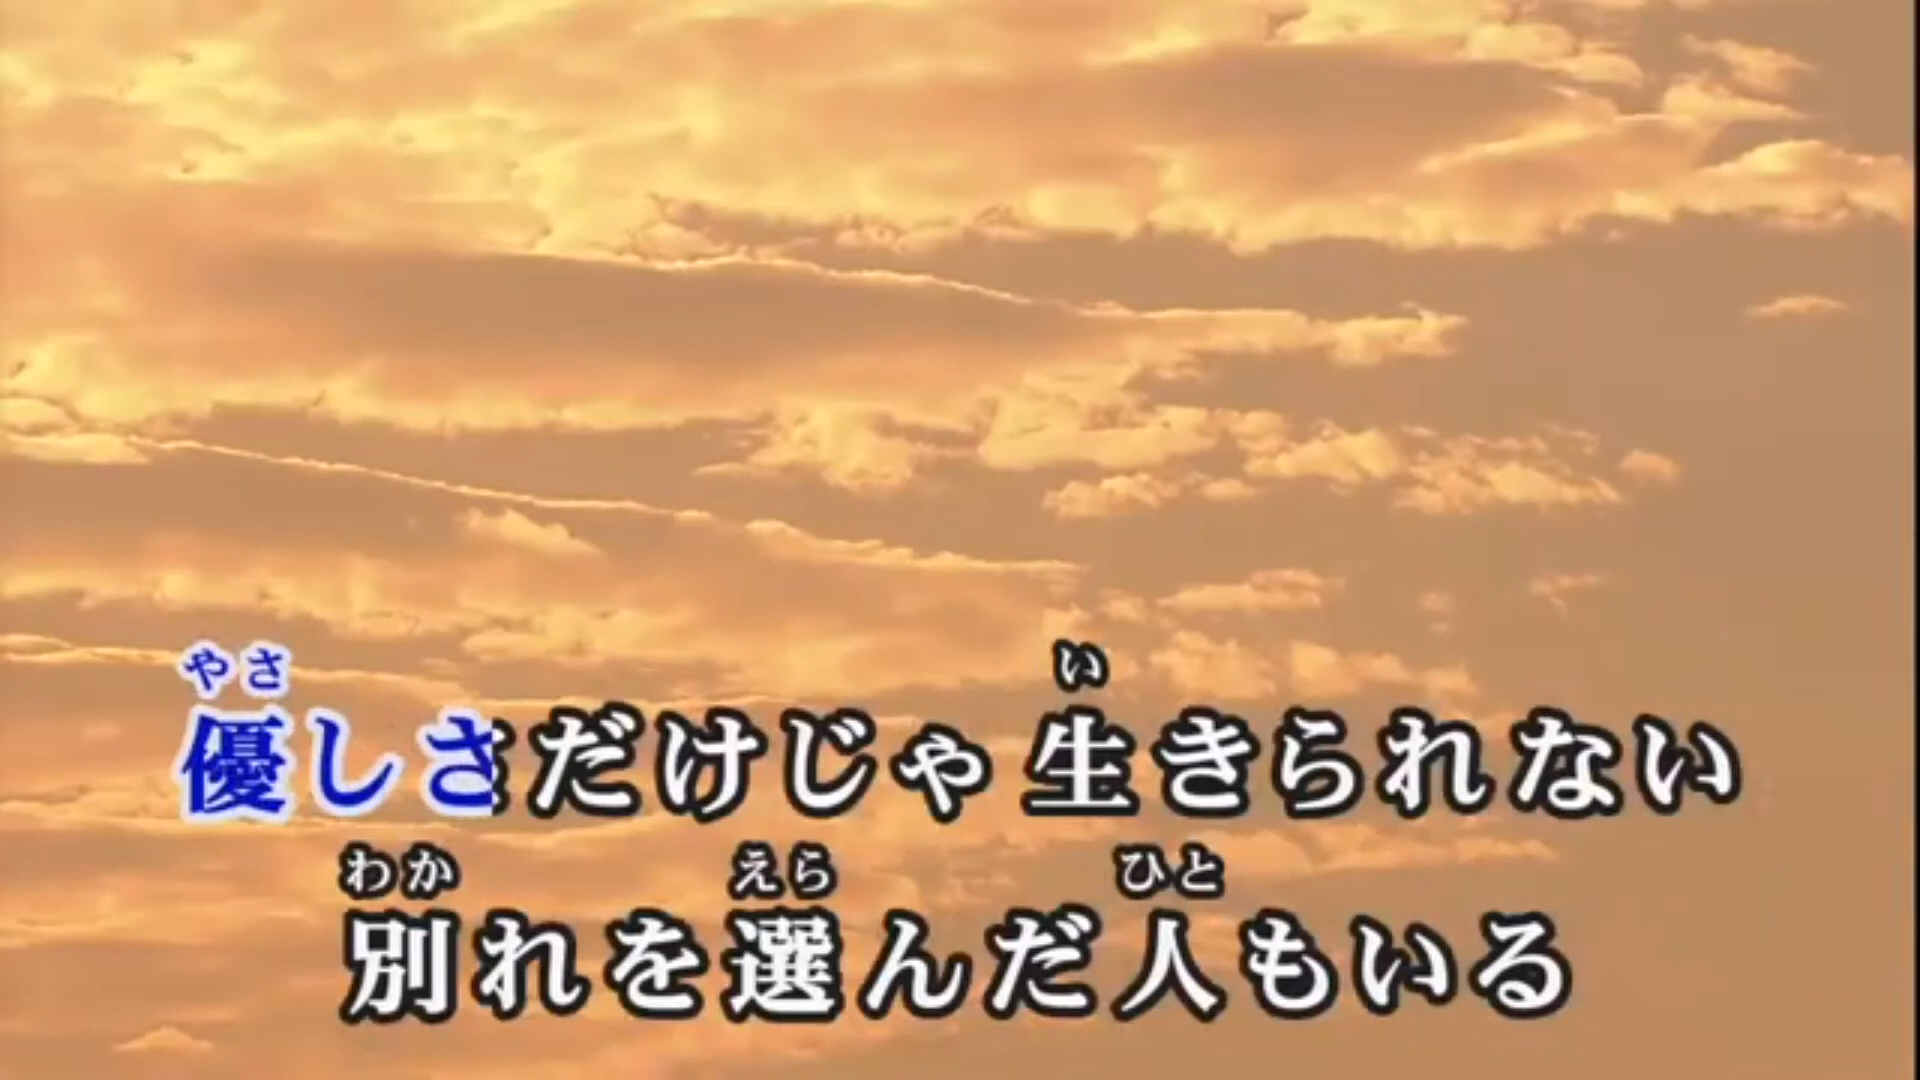 やさ い
優しさだけじゃ 生きられない
わか えら ひと
別れを選んだ人もいる